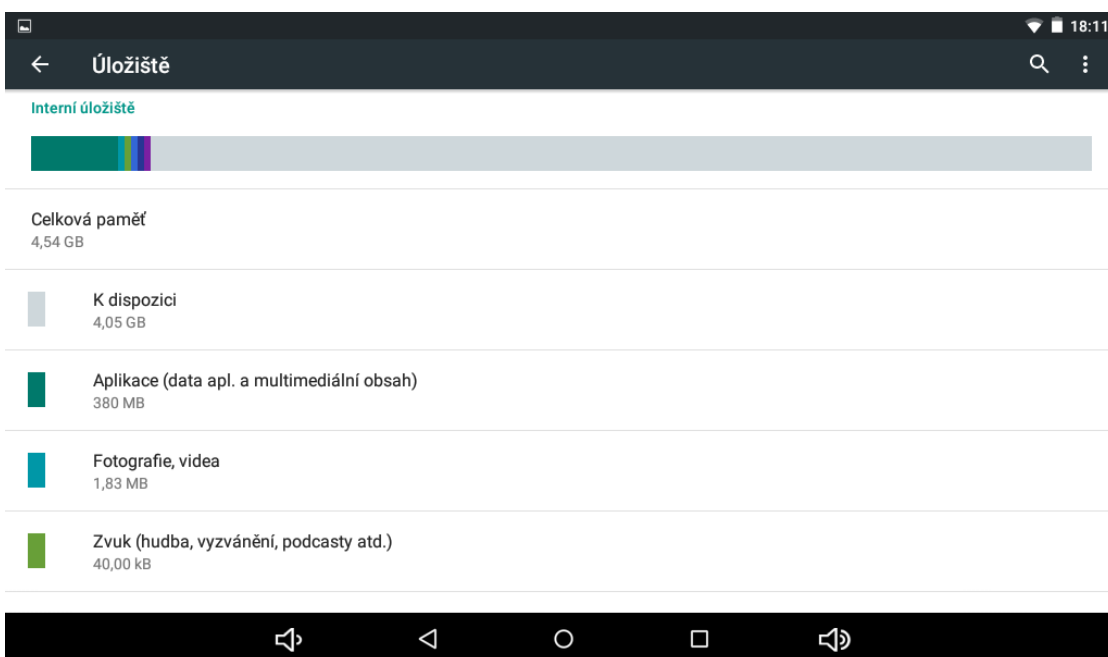 18:11
Úložiště
Interní úložiště
Celková paměť
4,54 GB
K dispozici
4,05 GB
Aplikace (data apl. a multimediální obsah)
380 MB
Fotografie, videa
1,83 MB
Zvuk (hudba, vyzvánění, podcasty atd.)
40,00 kB